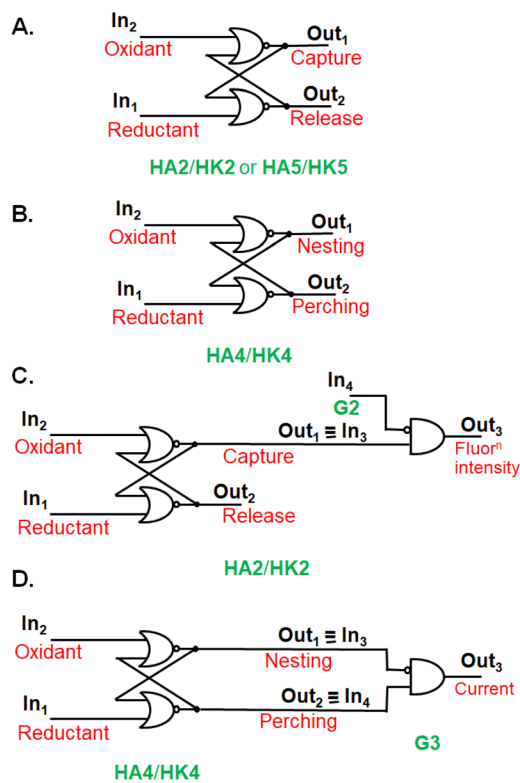 A.
In₂
Oxidant
Out₁
Capture
In₁
Reductant
Out₂
Release
HA2/HK2 or HA5/HK5
B.
In₂
Oxidant
Out₁
Nesting
In₁
Reductant
Out₂
Perching
HA4/HK4
C.
In₄
G2
In₂
Oxidant
Out₁ ≡ In₃
Capture
Out₃
Fluorⁿ
intensity
In₁
Reductant
Out₂
Release
HA2/HK2
D.
In₂
Oxidant
Out₁ ≡ In₃
Nesting
Out₃
Current
In₁
Reductant
Out₂ ≡ In₄
Perching
G3
HA4/HK4